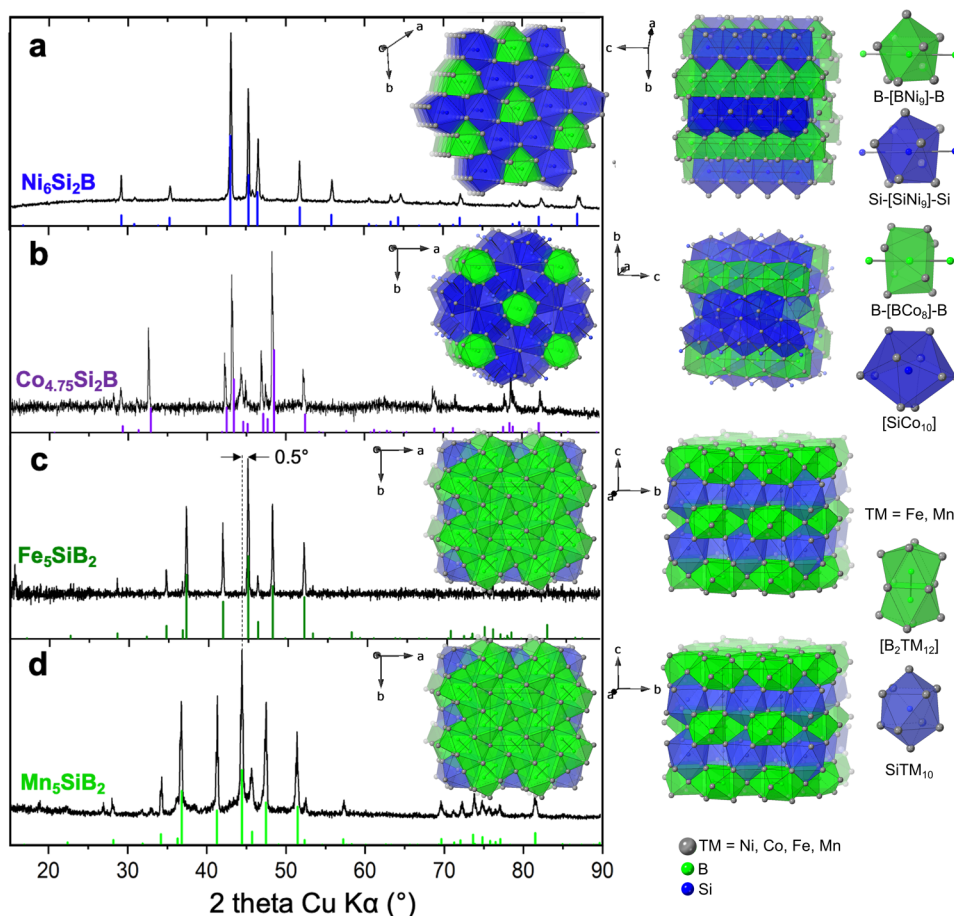 a
Ni₆Si₂B
a
b
c
a
b
B-[BNi₉]-B
Si-[SiNi₉]-Si
b
Co₄.₇₅Si₂B
a
b
b
a
c
B-[BCo₈]-B
[SiCo₁₀]
c
0.5°
Fe₅SiB₂
a
b
c
a
b
TM = Fe, Mn
[B₂TM₁₂]
d
Mn₅SiB₂
a
b
c
a
b
SiTM₁₀
20 30 40 50 60 70 80 90
2 theta Cu Kα (°)
TM = Ni, Co, Fe, Mn
B
Si